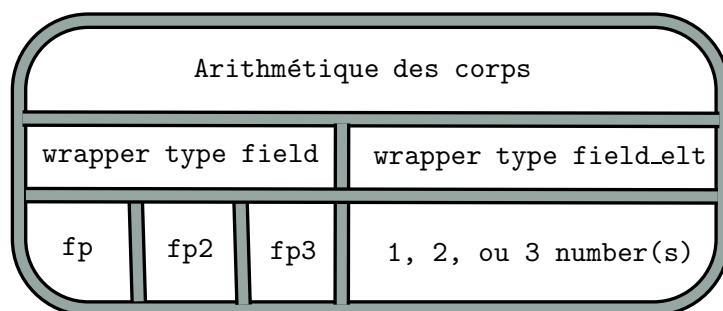 Arithmétique des corps
wrapper type field wrapper type field_elt
fp fp2 fp3 1, 2, ou 3 number(s)